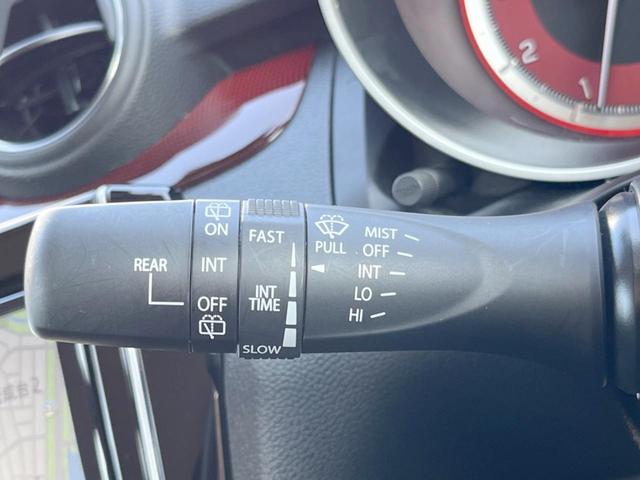 REAR
ON
INT
OFF
FAST
INT
TIME
SLOW
PULL
MIST
OFF
INT
LO
HI
2
1